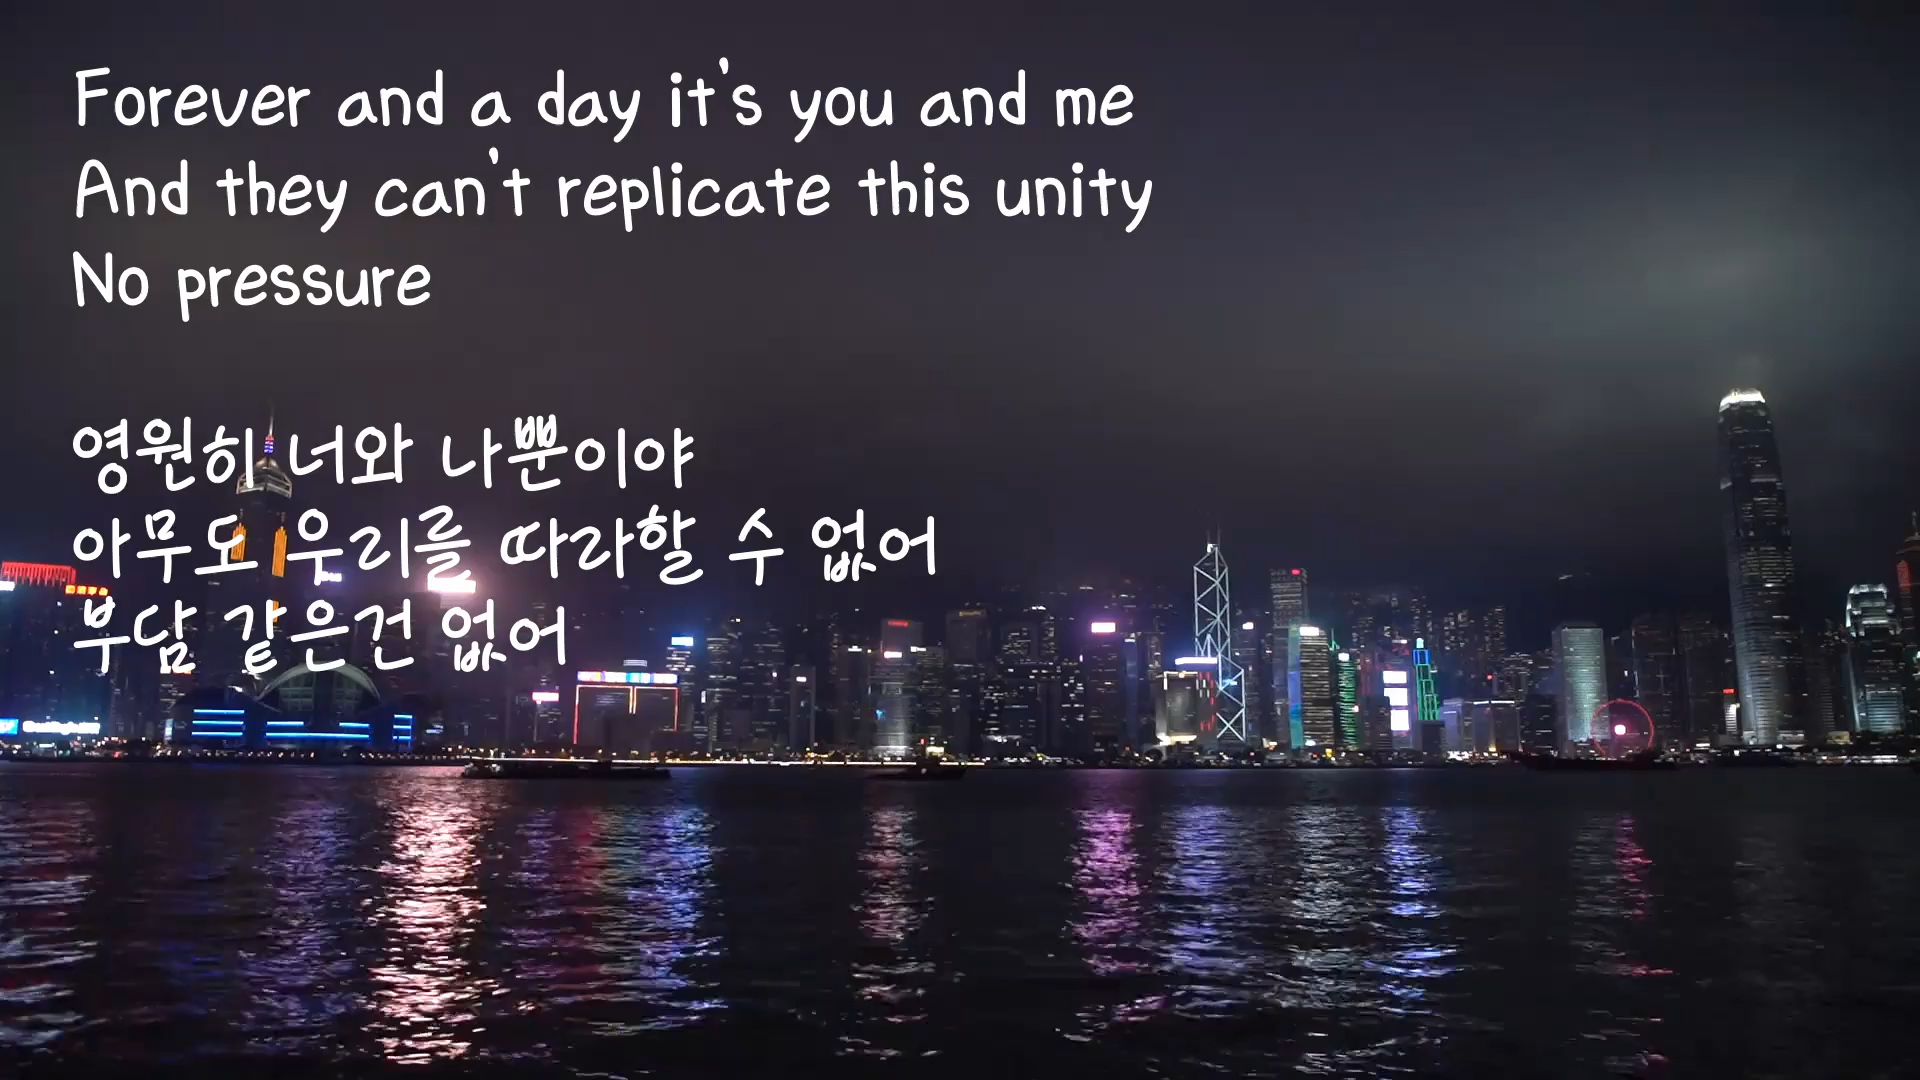 Forever and a day it's you and me
And they can't replicate this unity
No pressure
영원히 너와 나뿐이야
아무도 우리를 따라할 수 없어
부담 같은건 없어